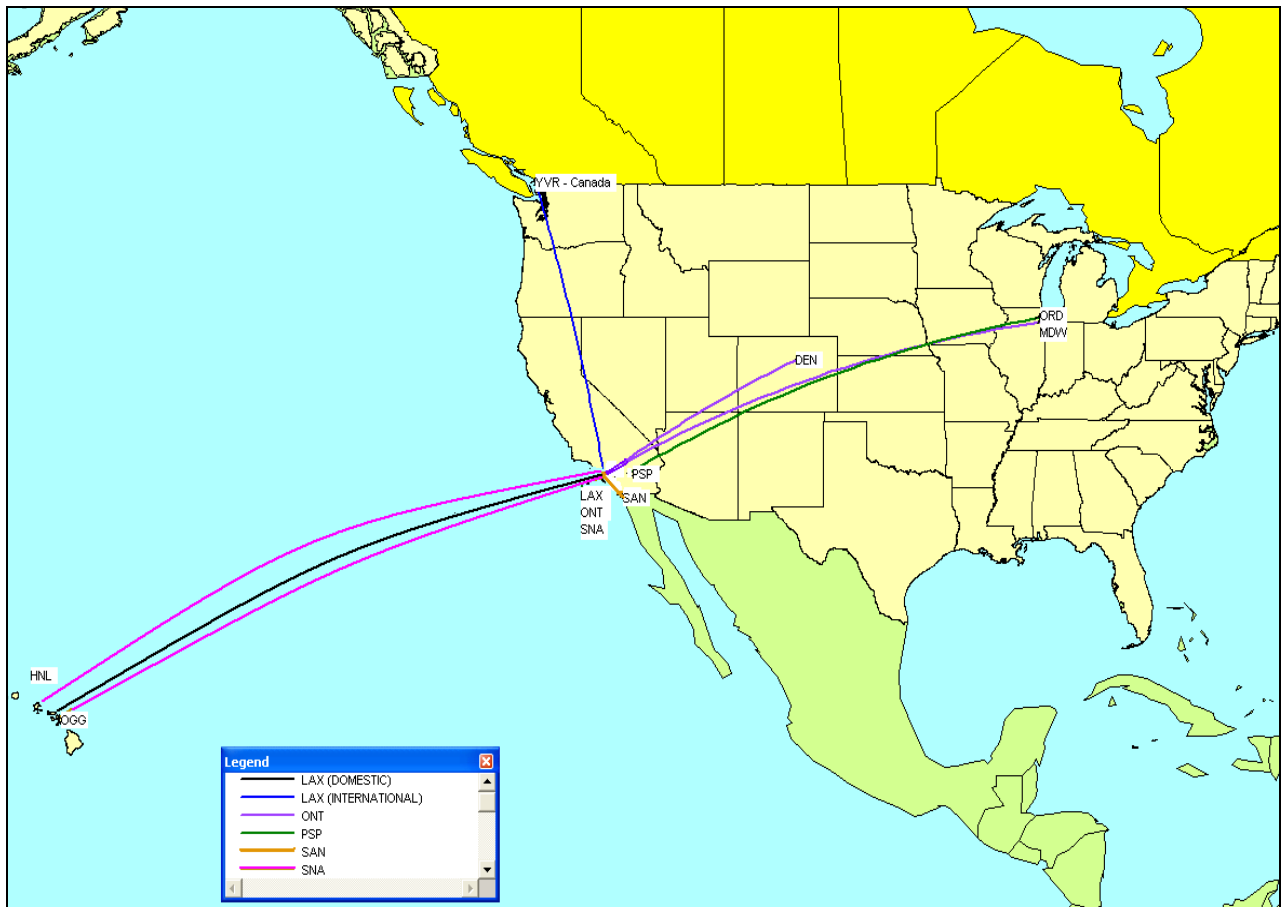 YVR - Canada
ORD
MDW
DEN
PSP
SAN
LAX
ONT
SNA
HNL
OGG
Legend
LAX (DOMESTIC)
LAX (INTERNATIONAL)
ONT
PSP
SAN
SNA